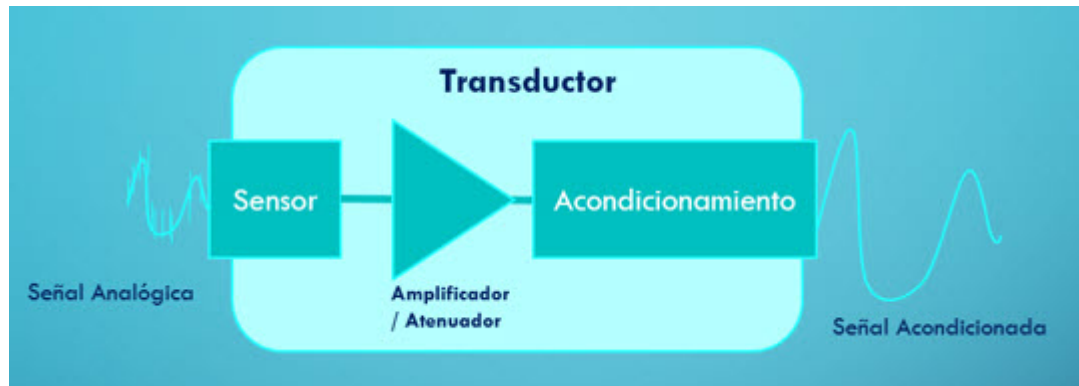 Transductor
Sensor
Acondicionamiento
Señal Analógica
Amplificador
/ Atenuador
Señal Acondicionada